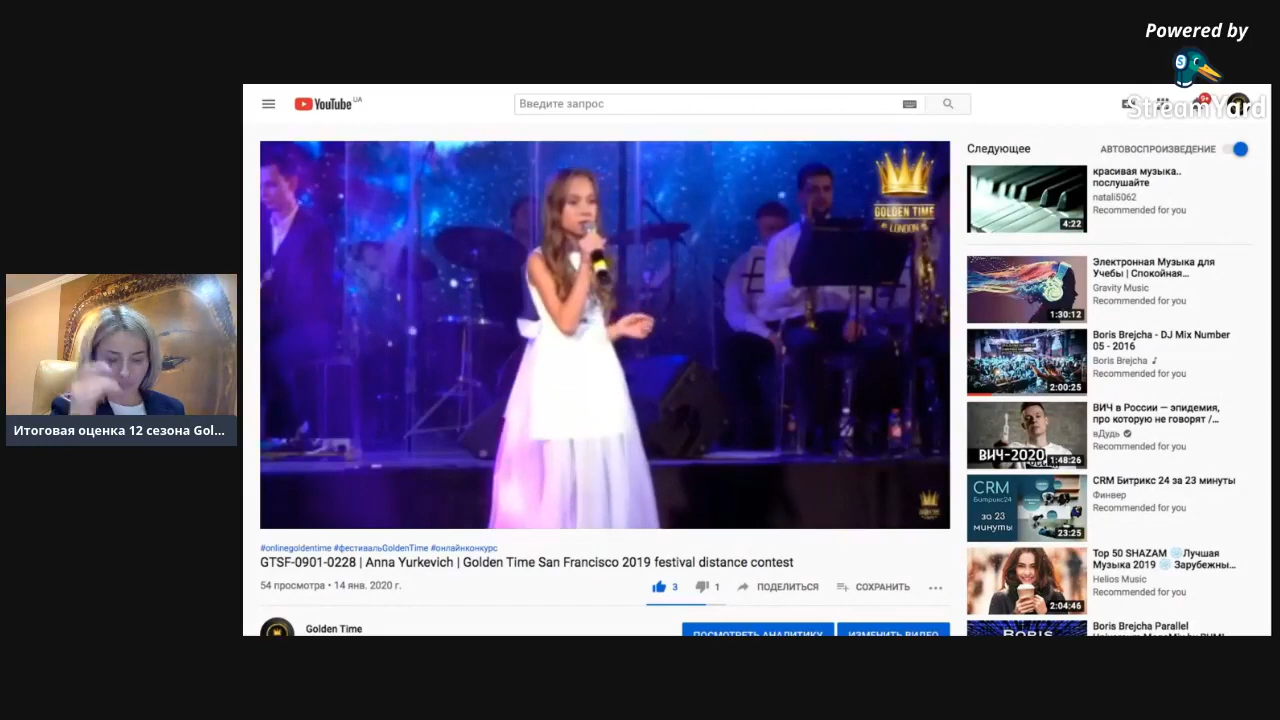 Powered by
StreamYard
YouTube UA
Введите запрос
9+
GOLDEN TIME
LONDON
Следующее
АВТОВОСПРОИЗВЕДЕНИЕ
красивая музыка..
послушайте
natali5062
Recommended for you
4:22
Электронная Музыка для
Учебы | Спокойная...
Gravity Music
Recommended for you
1:30:12
Boris Brejcha - DJ Mix Number
05 - 2016
Boris Brejcha
Recommended for you
2:00:25
ВИЧ в России — эпидемия,
про которую не говорят /...
вДудь
Recommended for you
ВИЧ-2020
1:48:26
CRM Битрикс 24 за 23 минуты
Финвер
Recommended for you
CRM
Битрикс24
за 23
минуты
23:25
Top 50 SHAZAM Лучшая
Музыка 2019 Зарубежны...
Helios Music
Recommended for you
2:04:46
Boris Brejcha Parallel
BORIS
Итоговая оценка 12 сезона Gol...
#onlinegoldentime #фестивальGoldenTime #онлайнконкурс
GTSF-0901-0228 | Anna Yurkevich | Golden Time San Francisco 2019 festival distance contest
54 просмотра • 14 янв. 2020 г.
3
1
ПОДЕЛИТЬСЯ
СОХРАНИТЬ
Golden Time
ПОСМОТРЕТЬ АНАЛИТИКУ
ИЗМЕНИТЬ ВИДЕО